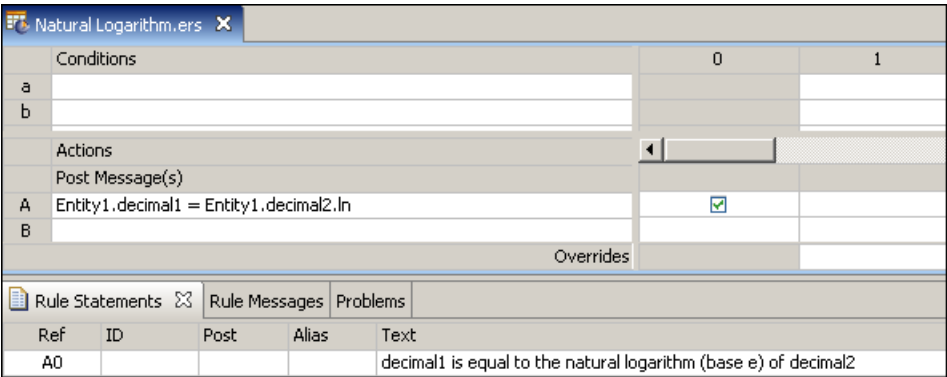 Natural Logarithm.ers
Conditions 0 1
a
b
Actions
Post Message(s)
A Entity1.decimal1 = Entity1.decimal2.ln
B
Overrides
Rule Statements Rule Messages Problems
Ref ID Post Alias Text
A0 decimal1 is equal to the natural logarithm (base e) of decimal2